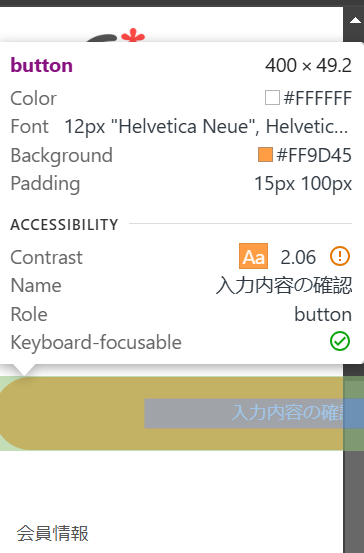 button 400 × 49.2
Color #FFFFFF
Font 12px "Helvetica Neue", Helvetic...
Background #FF9D45
Padding 15px 100px
ACCESSIBILITY
Contrast Aa 2.06
Name 入力内容の確認
Role button
Keyboard-focusable
入力内容の確
会員情報